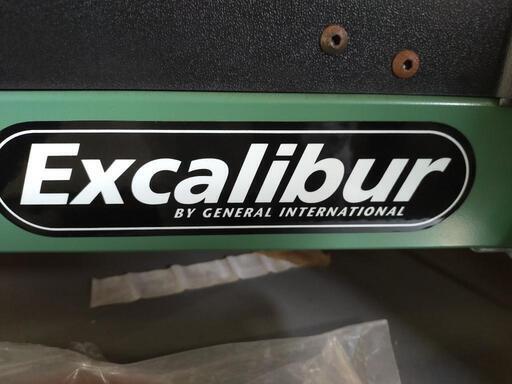 Excalibur
BY GENERAL INTERNATIONAL